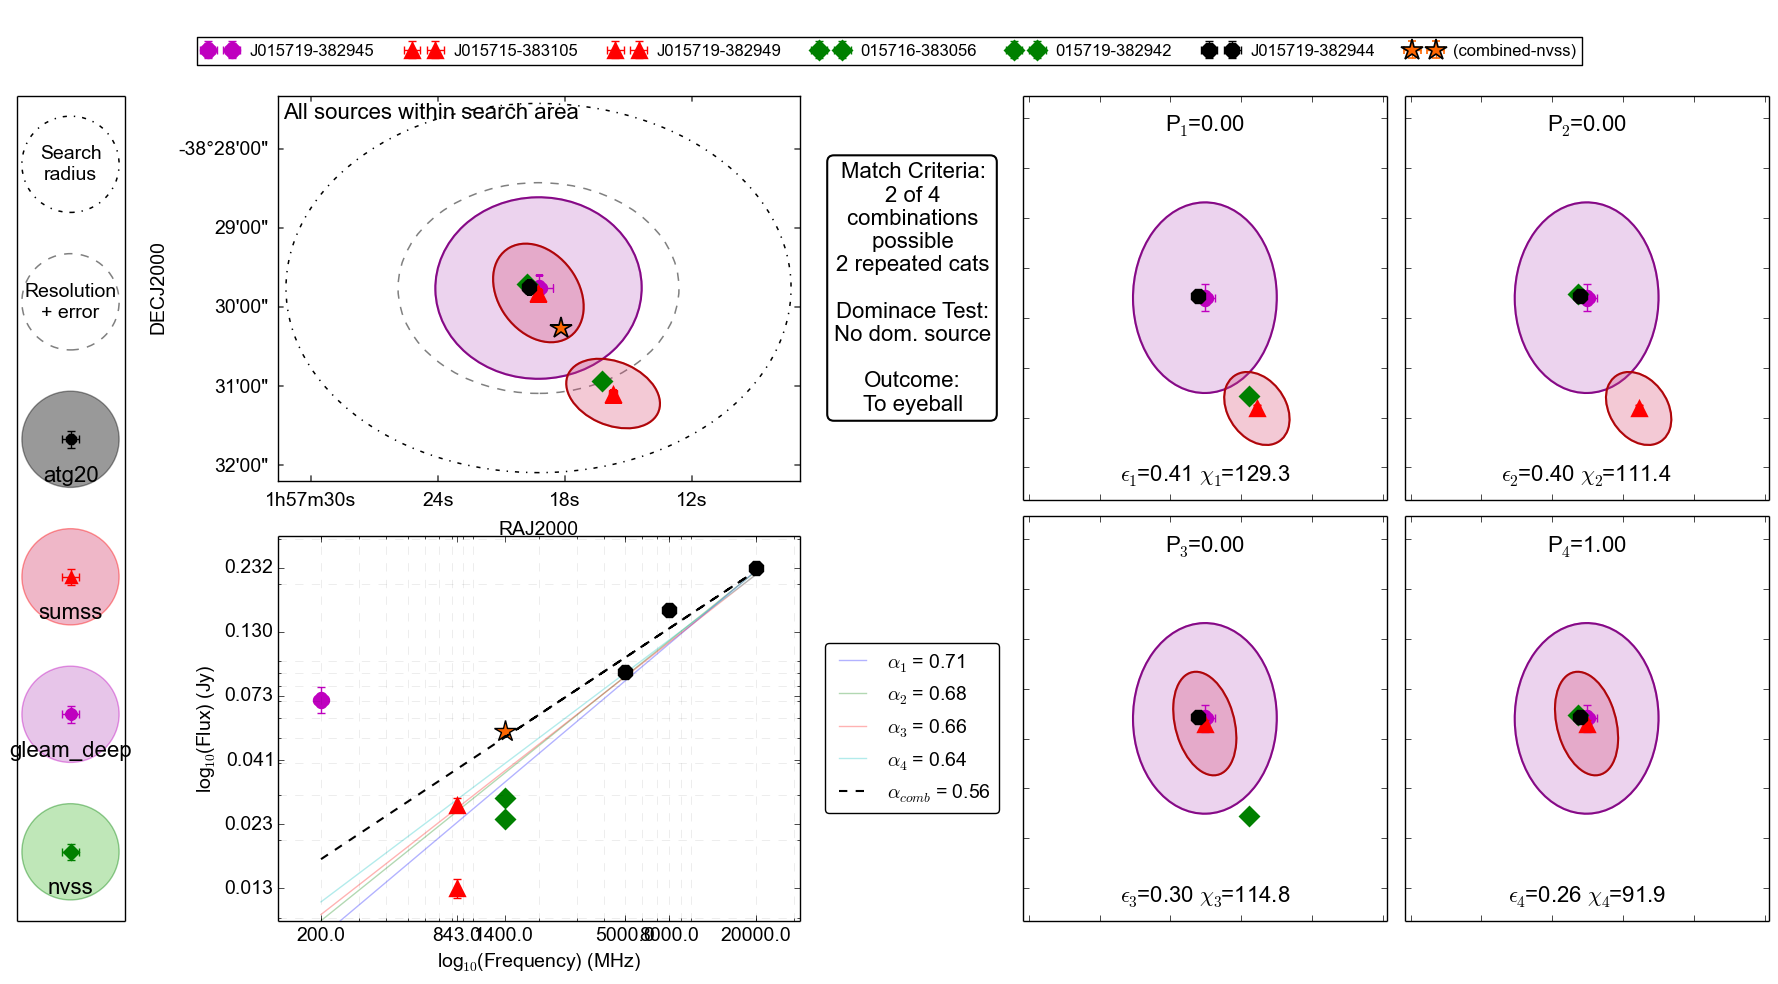 J015719-382945 J015715-383105 J015719-382949 015716-383056 015719-382942 J015719-382944 (combined-nvss)
Search
radius
Resolution
+ error
atg20
sumss
gleam_deep
nvss
All sources within search area
DECJ2000
-38°28'00"
29'00"
30'00"
31'00"
32'00"
1h57m30s 24s 18s 12s
RAJ2000
Match Criteria:
2 of 4
combinations
possible
2 repeated cats
Dominace Test:
No dom. source
Outcome:
To eyeball
P1=0.00
ϵ1=0.41 χ1=129.3
P2=0.00
ϵ2=0.40 χ2=111.4
log10(Flux) (Jy)
0.232
0.130
0.073
0.041
0.023
0.013
200.0 843.0 1400.0 5000.0 8000.0 20000.0
log10(Frequency) (MHz)
α1 = 0.71
α2 = 0.68
α3 = 0.66
α4 = 0.64
αcomb = 0.56
P3=0.00
ϵ3=0.30 χ3=114.8
P4=1.00
ϵ4=0.26 χ4=91.9